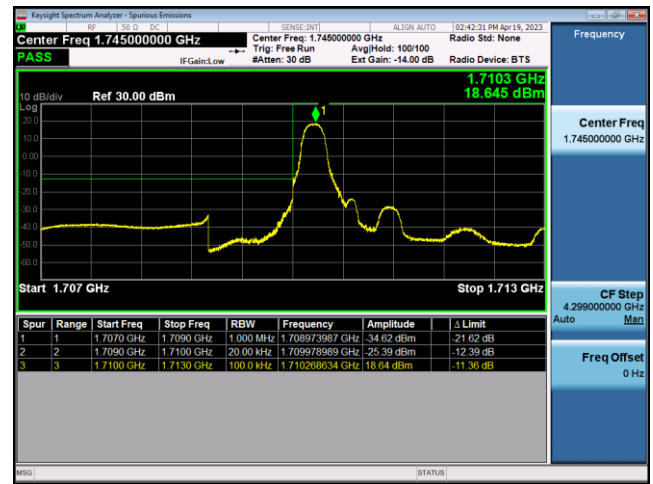 Keysight Spectrum Analyzer - Spurious Emissions
RF 50 Ω DC SENSE:INT ALIGN AUTO 02:42:31 PM Apr 19, 2023
Center Freq 1.745000000 GHz
Center Freq: 1.745000000 GHz Radio Std: None
Trig: Free Run Avg|Hold: 100/100
PASS IFGain:Low #Atten: 30 dB Ext Gain: -14.00 dB Radio Device: BTS
1.7103 GHz
18.645 dBm
10 dB/div Ref 30.00 dBm
Log
1
20.0
10.0
0.00
-10.0
-20.0
-30.0
-40.0
-50.0
-60.0
Start 1.707 GHz Stop 1.713 GHz
Spur Range Start Freq Stop Freq RBW Frequency Amplitude Δ Limit
1 1 1.7070 GHz 1.7090 GHz 1.000 MHz 1.708973987 GHz -34.62 dBm -21.62 dB
2 2 1.7090 GHz 1.7100 GHz 20.00 kHz 1.709978989 GHz -25.39 dBm -12.39 dB
3 3 1.7100 GHz 1.7130 GHz 100.0 kHz 1.710268634 GHz 18.64 dBm -11.36 dB
MSG STATUS
Frequency
Center Freq
1.745000000 GHz
CF Step
4.299000000 GHz
Auto Man
Freq Offset
0 Hz